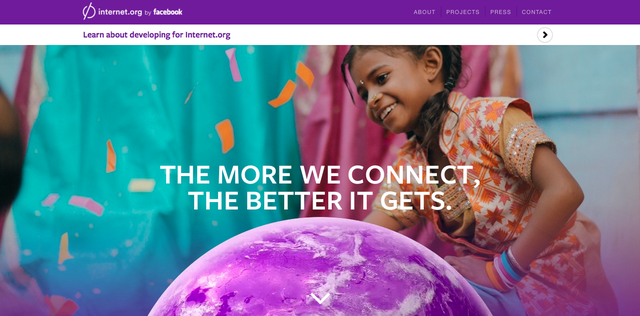 internet.org by facebook
ABOUT PROJECTS PRESS CONTACT
Learn about developing for Internet.org
THE MORE WE CONNECT,
THE BETTER IT GETS.